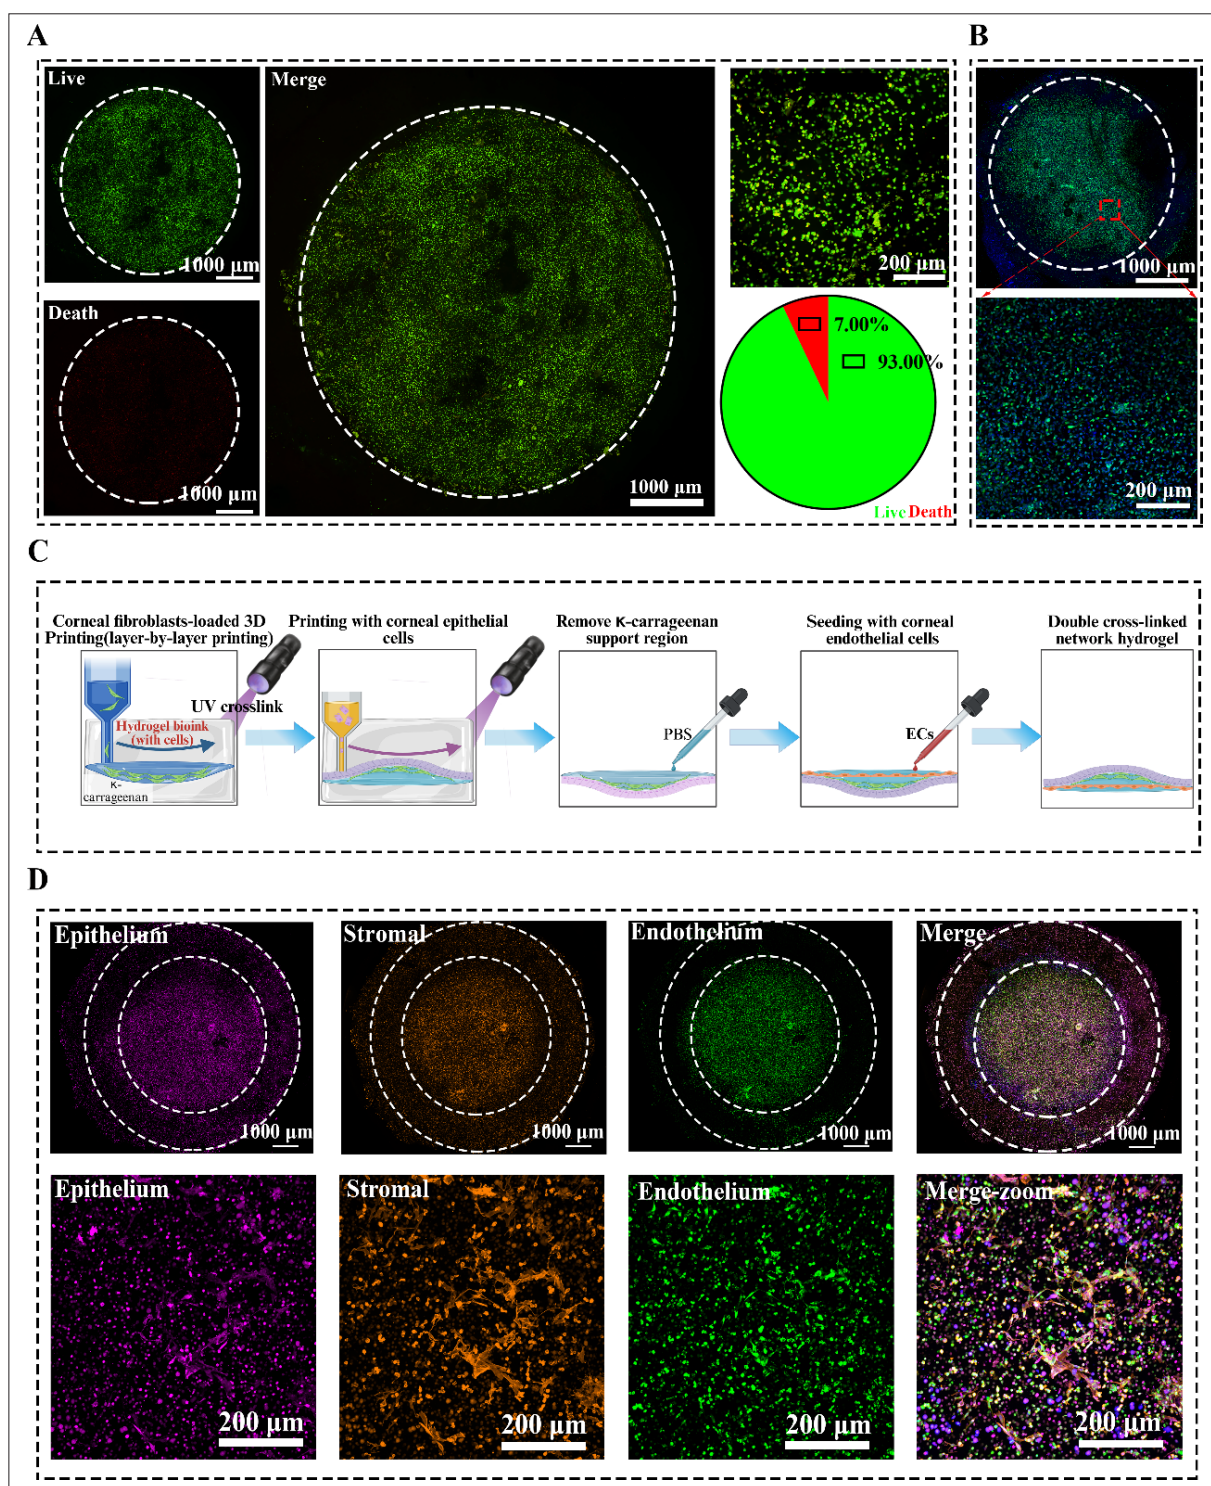 A
B
Live
Merge
1000 μm
200 μm
1000 μm
Death
7.00%
93.00%
1000 μm
1000 μm
200 μm
Live Death
C
Corneal fibroblasts-loaded 3D
Printing(layer-by-layer printing)
UV crosslink
Hydrogel bioink
(with cells)
κ-
carrageenan
Printing with corneal epithelial
cells
Remove K-carrageenan
support region
PBS
Seeding with corneal
endothelial cells
ECs
Double cross-linked
network hydrogel
D
Epithelium
Stromal
Endothelium
Merge
1000 μm
1000 μm
1000 μm
1000 μm
Epithelium
Stromal
Endothelium
Merge-zoom
200 μm
200 μm
200 μm
200 μm